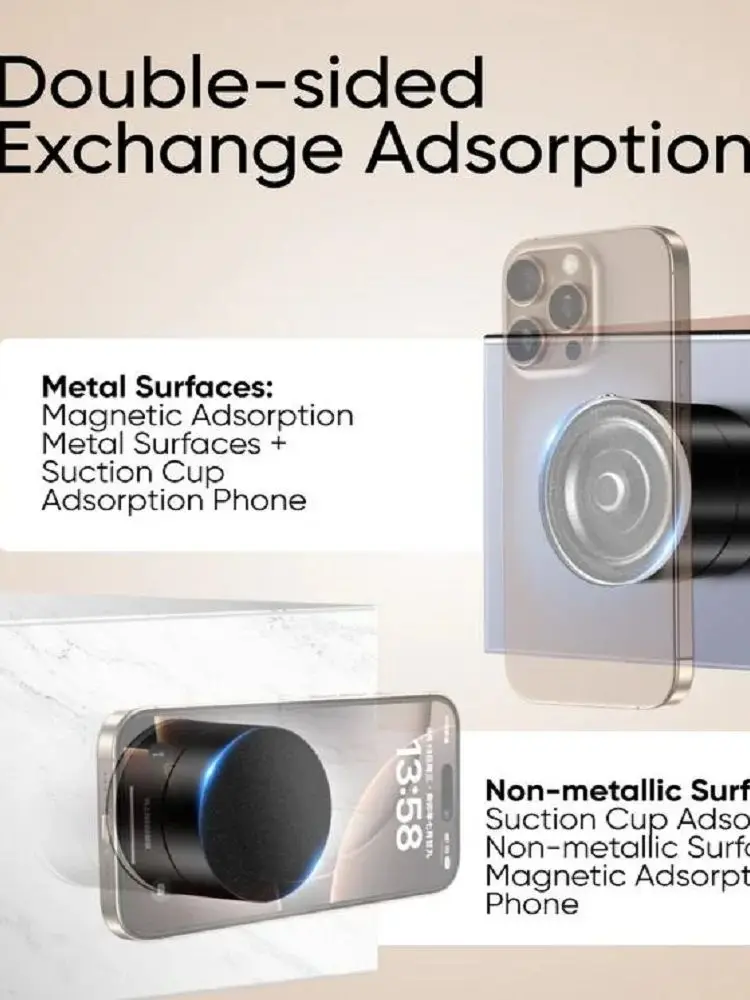 Double-sided
Exchange Adsorption
Metal Surfaces:
Magnetic Adsorption
Metal Surfaces +
Suction Cup
Adsorption Phone
13:58
Non-metallic Surf
Suction Cup Adso
Non-metallic Surfa
Magnetic Adsorpt
Phone